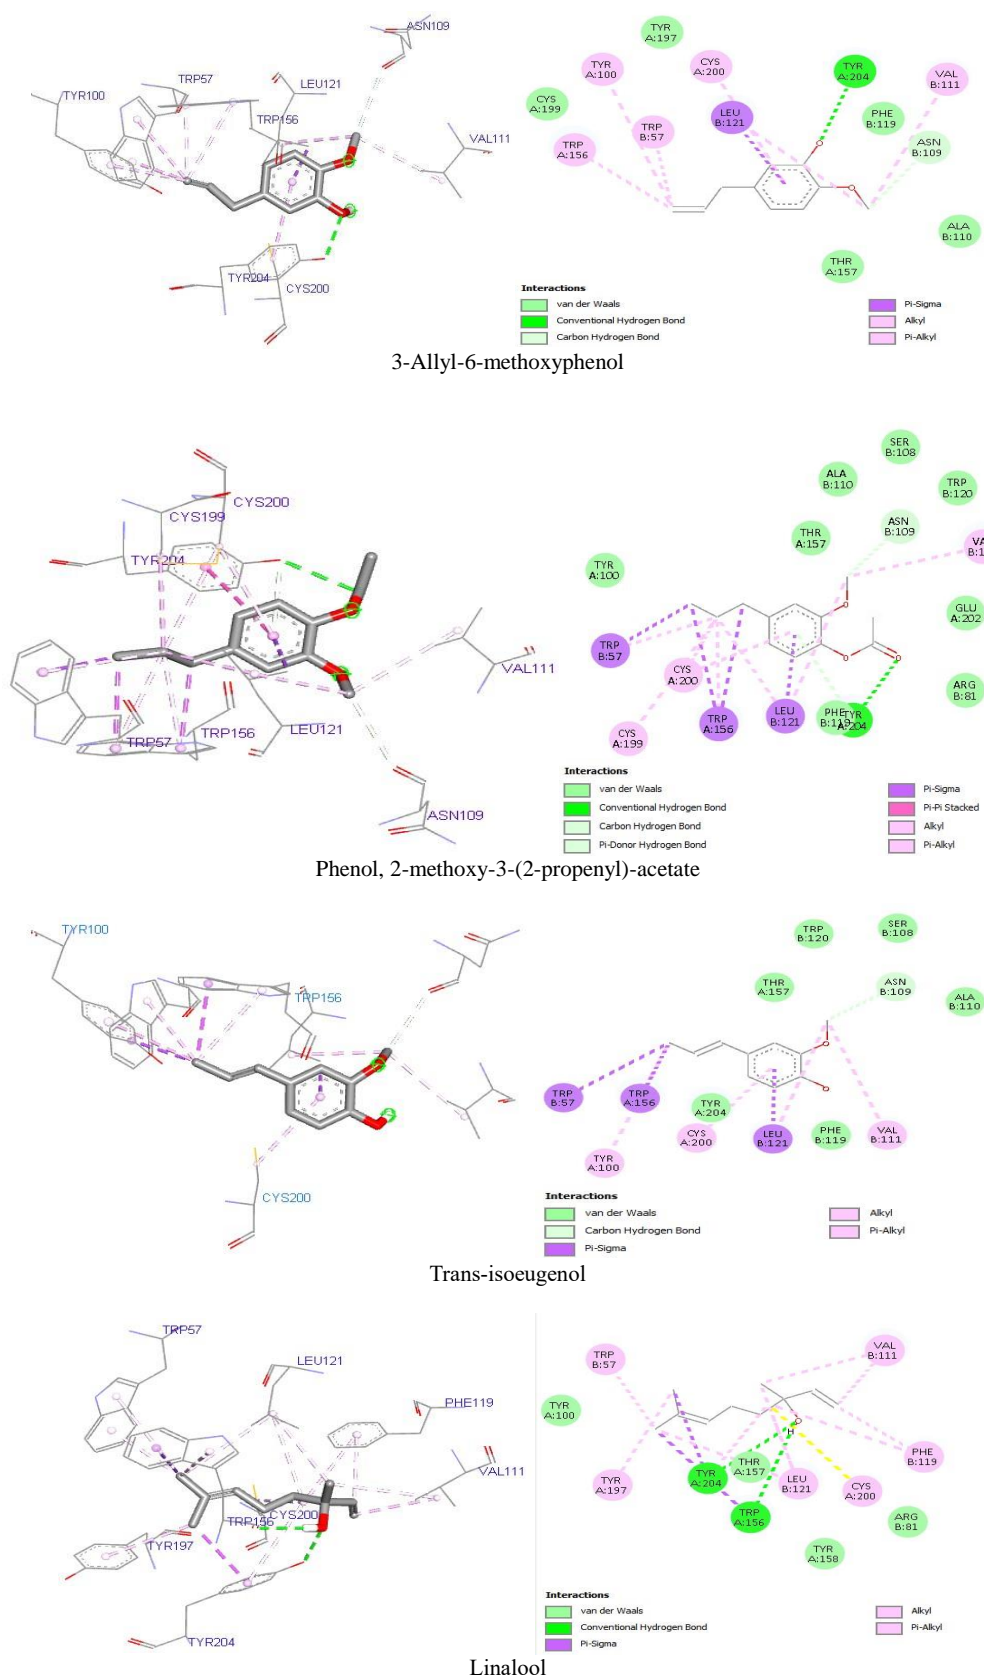 ASN109
TRP57
LEU121
TYR100
TRP156
VAL111
TYR204
CYS200
TYR
A:197
TYR
A:100
CYS
A:200
TYR
A:204
VAL
B:111
CYS
A:199
LEU
B:121
PHE
B:119
TRP
B:57
ASN
B:109
TRP
A:156
ALA
B:110
THR
A:157
Interactions
van der Waals
Conventional Hydrogen Bond
Carbon Hydrogen Bond
Pi-Sigma
Alkyl
Pi-Alkyl
3-Allyl-6-methoxyphenol
CYS200
CYS199
TYR204
VAL111
TRP156
LEU121
TRP57
ASN109
SER
B:108
ALA
B:110
TRP
B:120
ASN
B:109
THR
A:157
TYR
A:100
GLU
A:202
TRP
B:57
CYS
A:200
ARG
B:81
LEU
B:121
PHE
B:119
TYR
A:204
TRP
A:156
CYS
A:199
Interactions
van der Waals
Conventional Hydrogen Bond
Carbon Hydrogen Bond
Pi-Donor Hydrogen Bond
Pi-Sigma
Pi-Pi Stacked
Alkyl
Pi-Alkyl
Phenol, 2-methoxy-3-(2-propenyl)-acetate
TYR100
TRP156
CYS200
SER
B:108
TRP
B:120
THR
A:157
ASN
B:109
ALA
B:110
TRP
B:57
TRP
A:156
TYR
A:204
CYS
A:200
LEU
B:121
PHE
B:119
VAL
B:111
TYR
A:100
Interactions
van der Waals
Carbon Hydrogen Bond
Pi-Sigma
Alkyl
Pi-Alkyl
Trans-isoeugenol
TRP57
LEU121
PHE119
VAL111
CYS200
TRP156
TYR197
TYR204
TRP
B:57
VAL
B:111
TYR
A:100
H
PHE
B:119
THR
A:157
TYR
A:204
TYR
A:197
LEU
B:121
CYS
A:200
TRP
A:156
ARG
B:81
TYR
A:158
Interactions
van der Waals
Conventional Hydrogen Bond
Pi-Sigma
Alkyl
Pi-Alkyl
Linalool